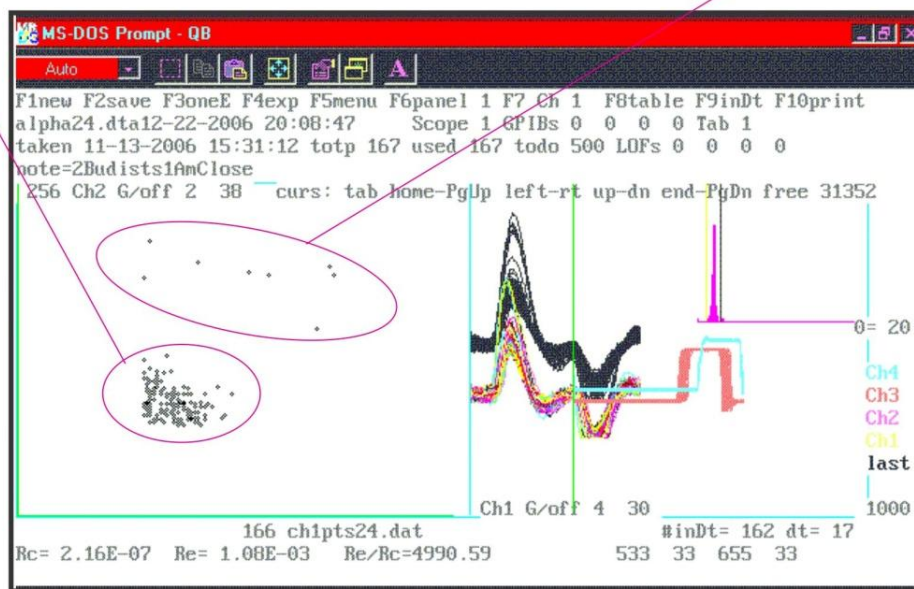 MS-DOS Prompt - QB
Auto
A
F1new F2save F3oneE F4exp F5menu F6panel 1 F7 Ch 1 F8table F9inDt F10print
alpha24.dta12-22-2006 20:08:47 Scope 1 GPIBs 0 0 0 0 Tab 1
taken 11-13-2006 15:31:12 totp 167 used 167 todo 500 LOFs 0 0 0 0
note=2Budists1AmClose
256 Ch2 G/off 2 38 curs: tab home-PgUp left-rt up-dn end-PgDn free 31352
0= 20
Ch4
Ch3
Ch2
Ch1
last
Ch1 G/off 4 30 1000
166 ch1pts24.dat #inDt= 162 dt= 17
Rc= 2.16E-07 Re= 1.08E-03 Re/Rc=4990.59 533 33 655 33